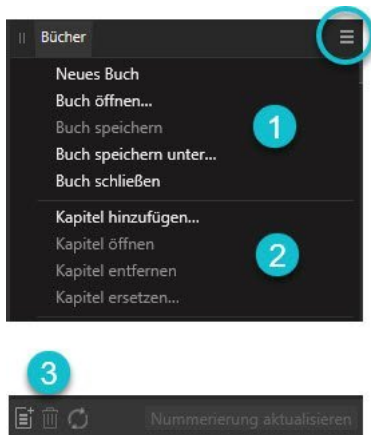 Bücher
Neues Buch
Buch öffnen...
Buch speichern
1
Buch speichern unter...
Buch schließen
Kapitel hinzufügen...
Kapitel öffnen
2
Kapitel entfernen
Kapitel ersetzen...
3
Nummerierung aktualisieren